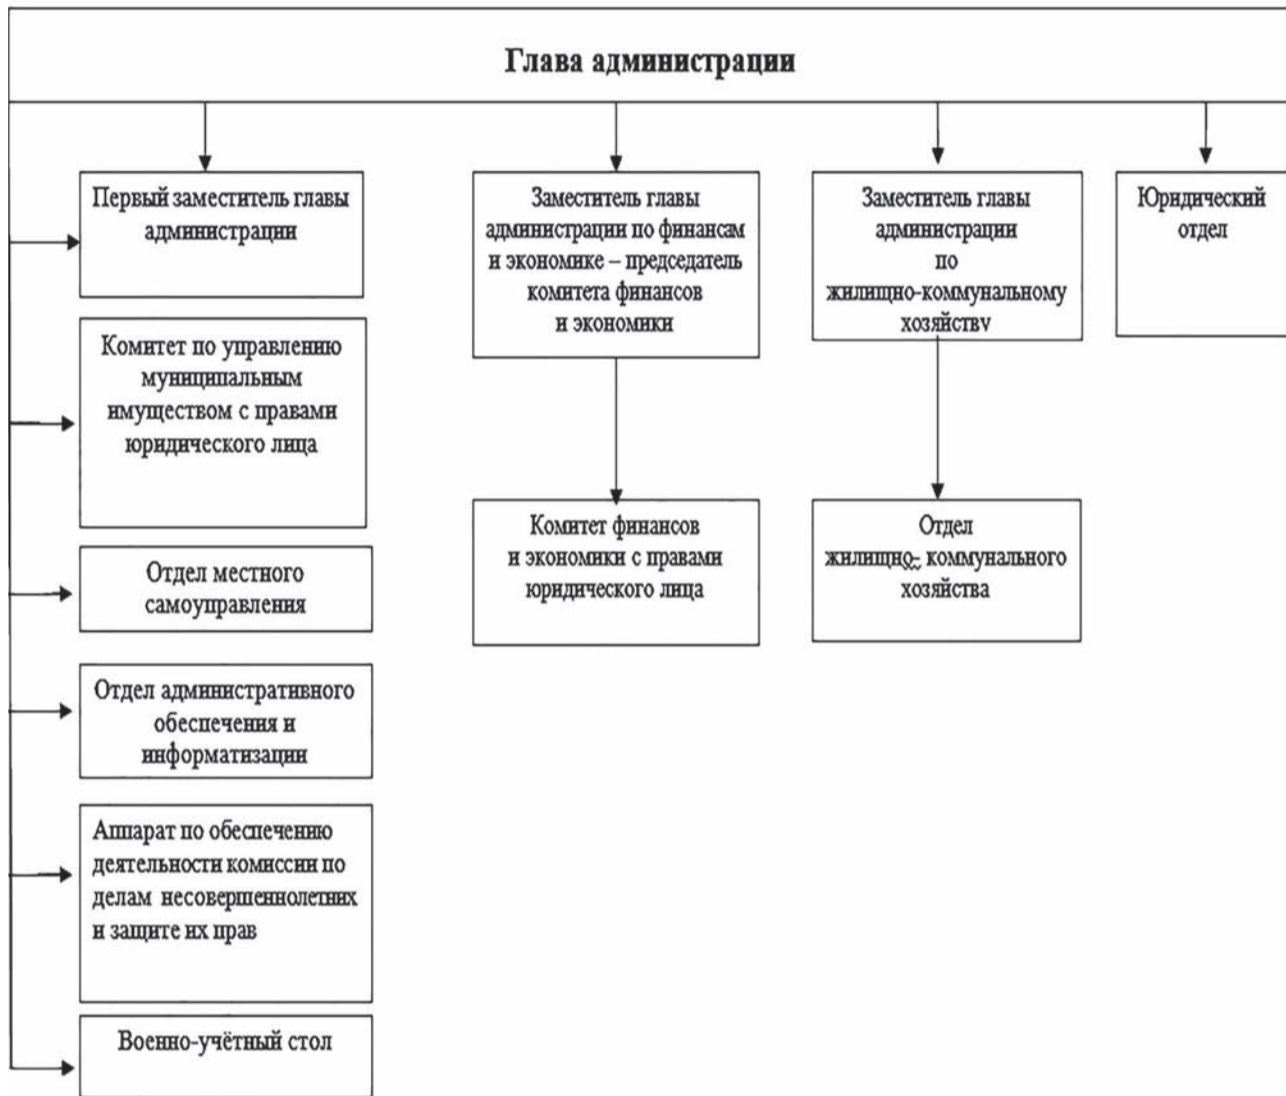 Глава администрации
Первый заместитель главы
администрации
Заместитель главы
администрации по финансам
и экономике – председатель
комитета финансов
и экономики
Заместитель главы
администрации
по
жилищно-коммунальному
хозяйству
Юридический
отдел
Комитет по управлению
муниципальным
имуществом с правами
юридического лица
Комитет финансов
и экономики с правами
юридического лица
Отдел
жилищно- коммунального
хозяйства
Отдел местного
самоуправления
Отдел административного
обеспечения и
информатизации
Аппарат по обеспечению
деятельности комиссии по
делам несовершеннолетних
и защите их прав
Военно-учётный стол